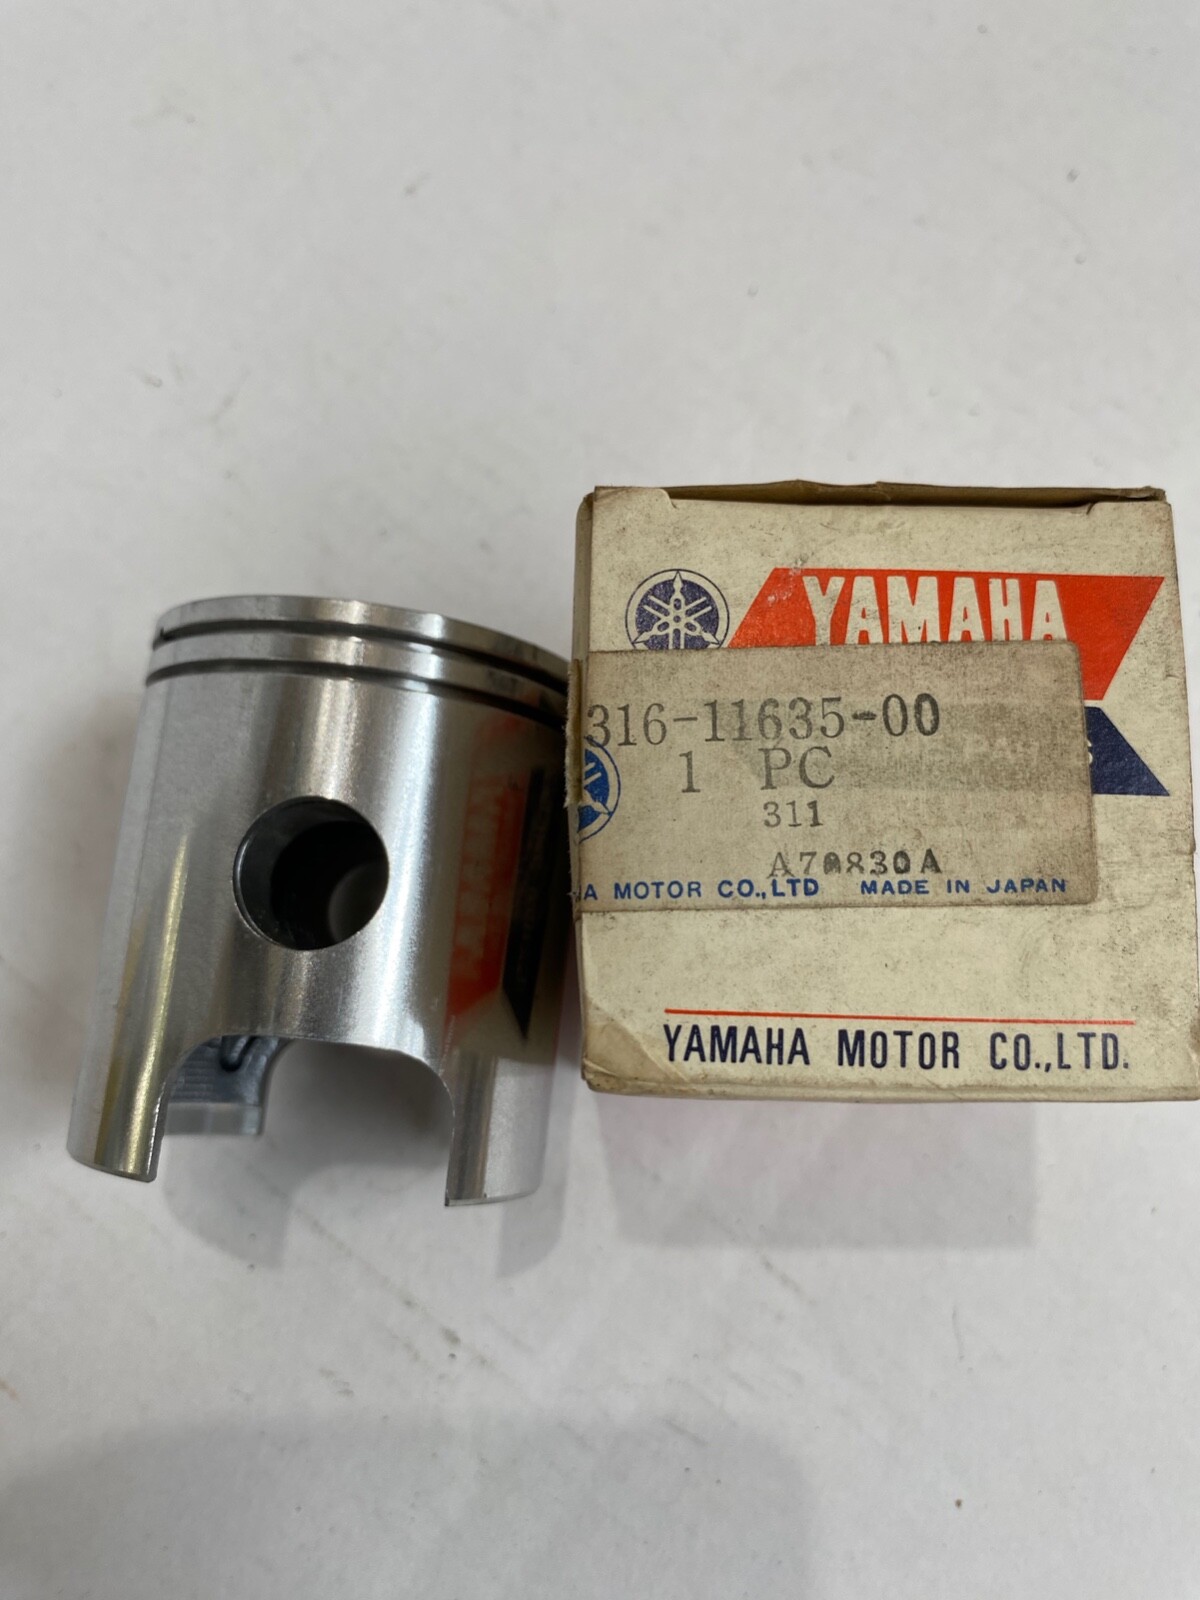 YAMAHA
316-11635-00
1 PC
311
A70830A
MOTOR CO.,LTD MADE IN JAPAN
YAMAHA MOTOR CO.,LTD.